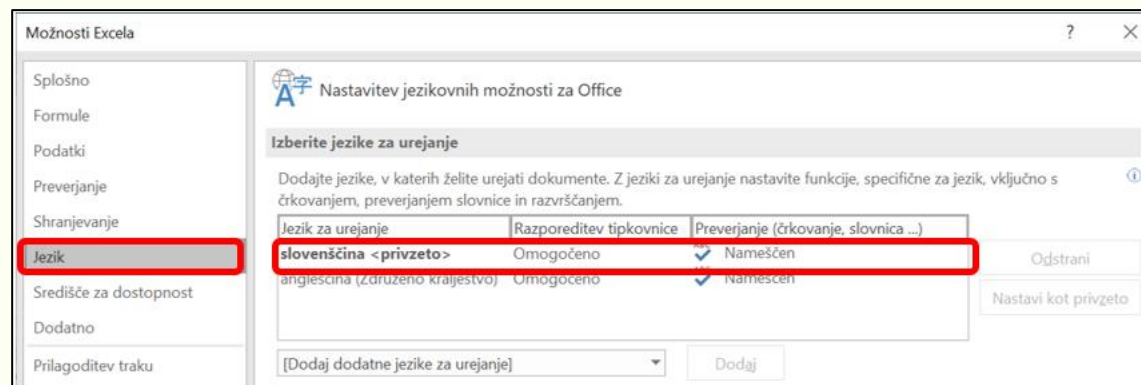 Možnosti Excela
?
Splošno
Formule
Podatki
Preverjanje
Shranjevanje
Jezik
Središče za dostopnost
Dodatno
Prilagoditev traku
A字 Nastavitev jezikovnih možnosti za Office
Izberite jezike za urejanje
Dodajte jezike, v katerih želite urejati dokumente. Z jeziki za urejanje nastavite funkcije, specifične za jezik, vključno s
črkovanjem, preverjanjem slovnice in razvrščanjem.
Jezik za urejanje Razporeditev tipkovnice Preverjanje (črkovanje, slovnica ...)
slovenščina <privzeto> Omogočeno Nameščen
angleščina (Združeno kraljestvo) Omogočeno Nameščen
Odstrani
Nastavi kot privzeto
[Dodaj dodatne jezike za urejanje] Dodaj